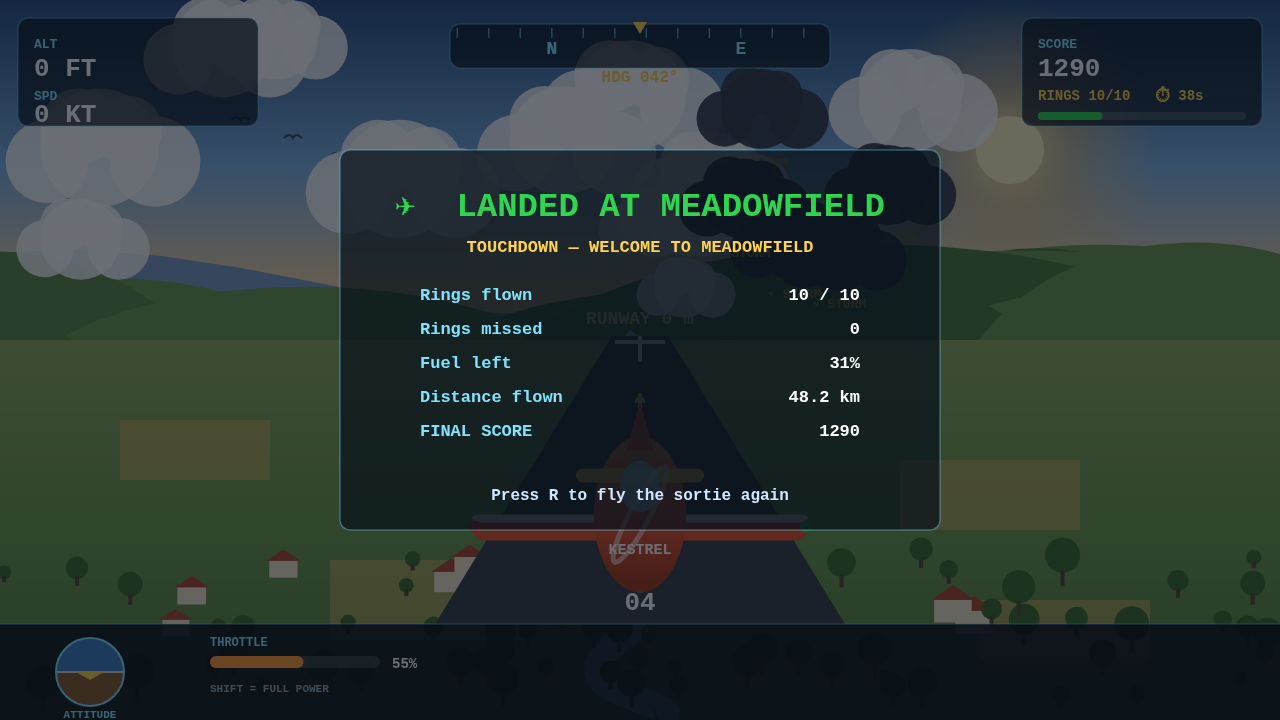 ALT
0 FT
SPD
0 KT
N E
HDG 042°
SCORE
1290
RINGS 10/10 ⏱ 38s
✈ LANDED AT MEADOWFIELD
TOUCHDOWN — WELCOME TO MEADOWFIELD
Rings flown 10 / 10
RUNWAY 0 m
STORM
Rings missed 0
Fuel left 31%
Distance flown 48.2 km
FINAL SCORE 1290
Press R to fly the sortie again
KESTREL
04
THROTTLE
55%
SHIFT = FULL POWER
ATTITUDE